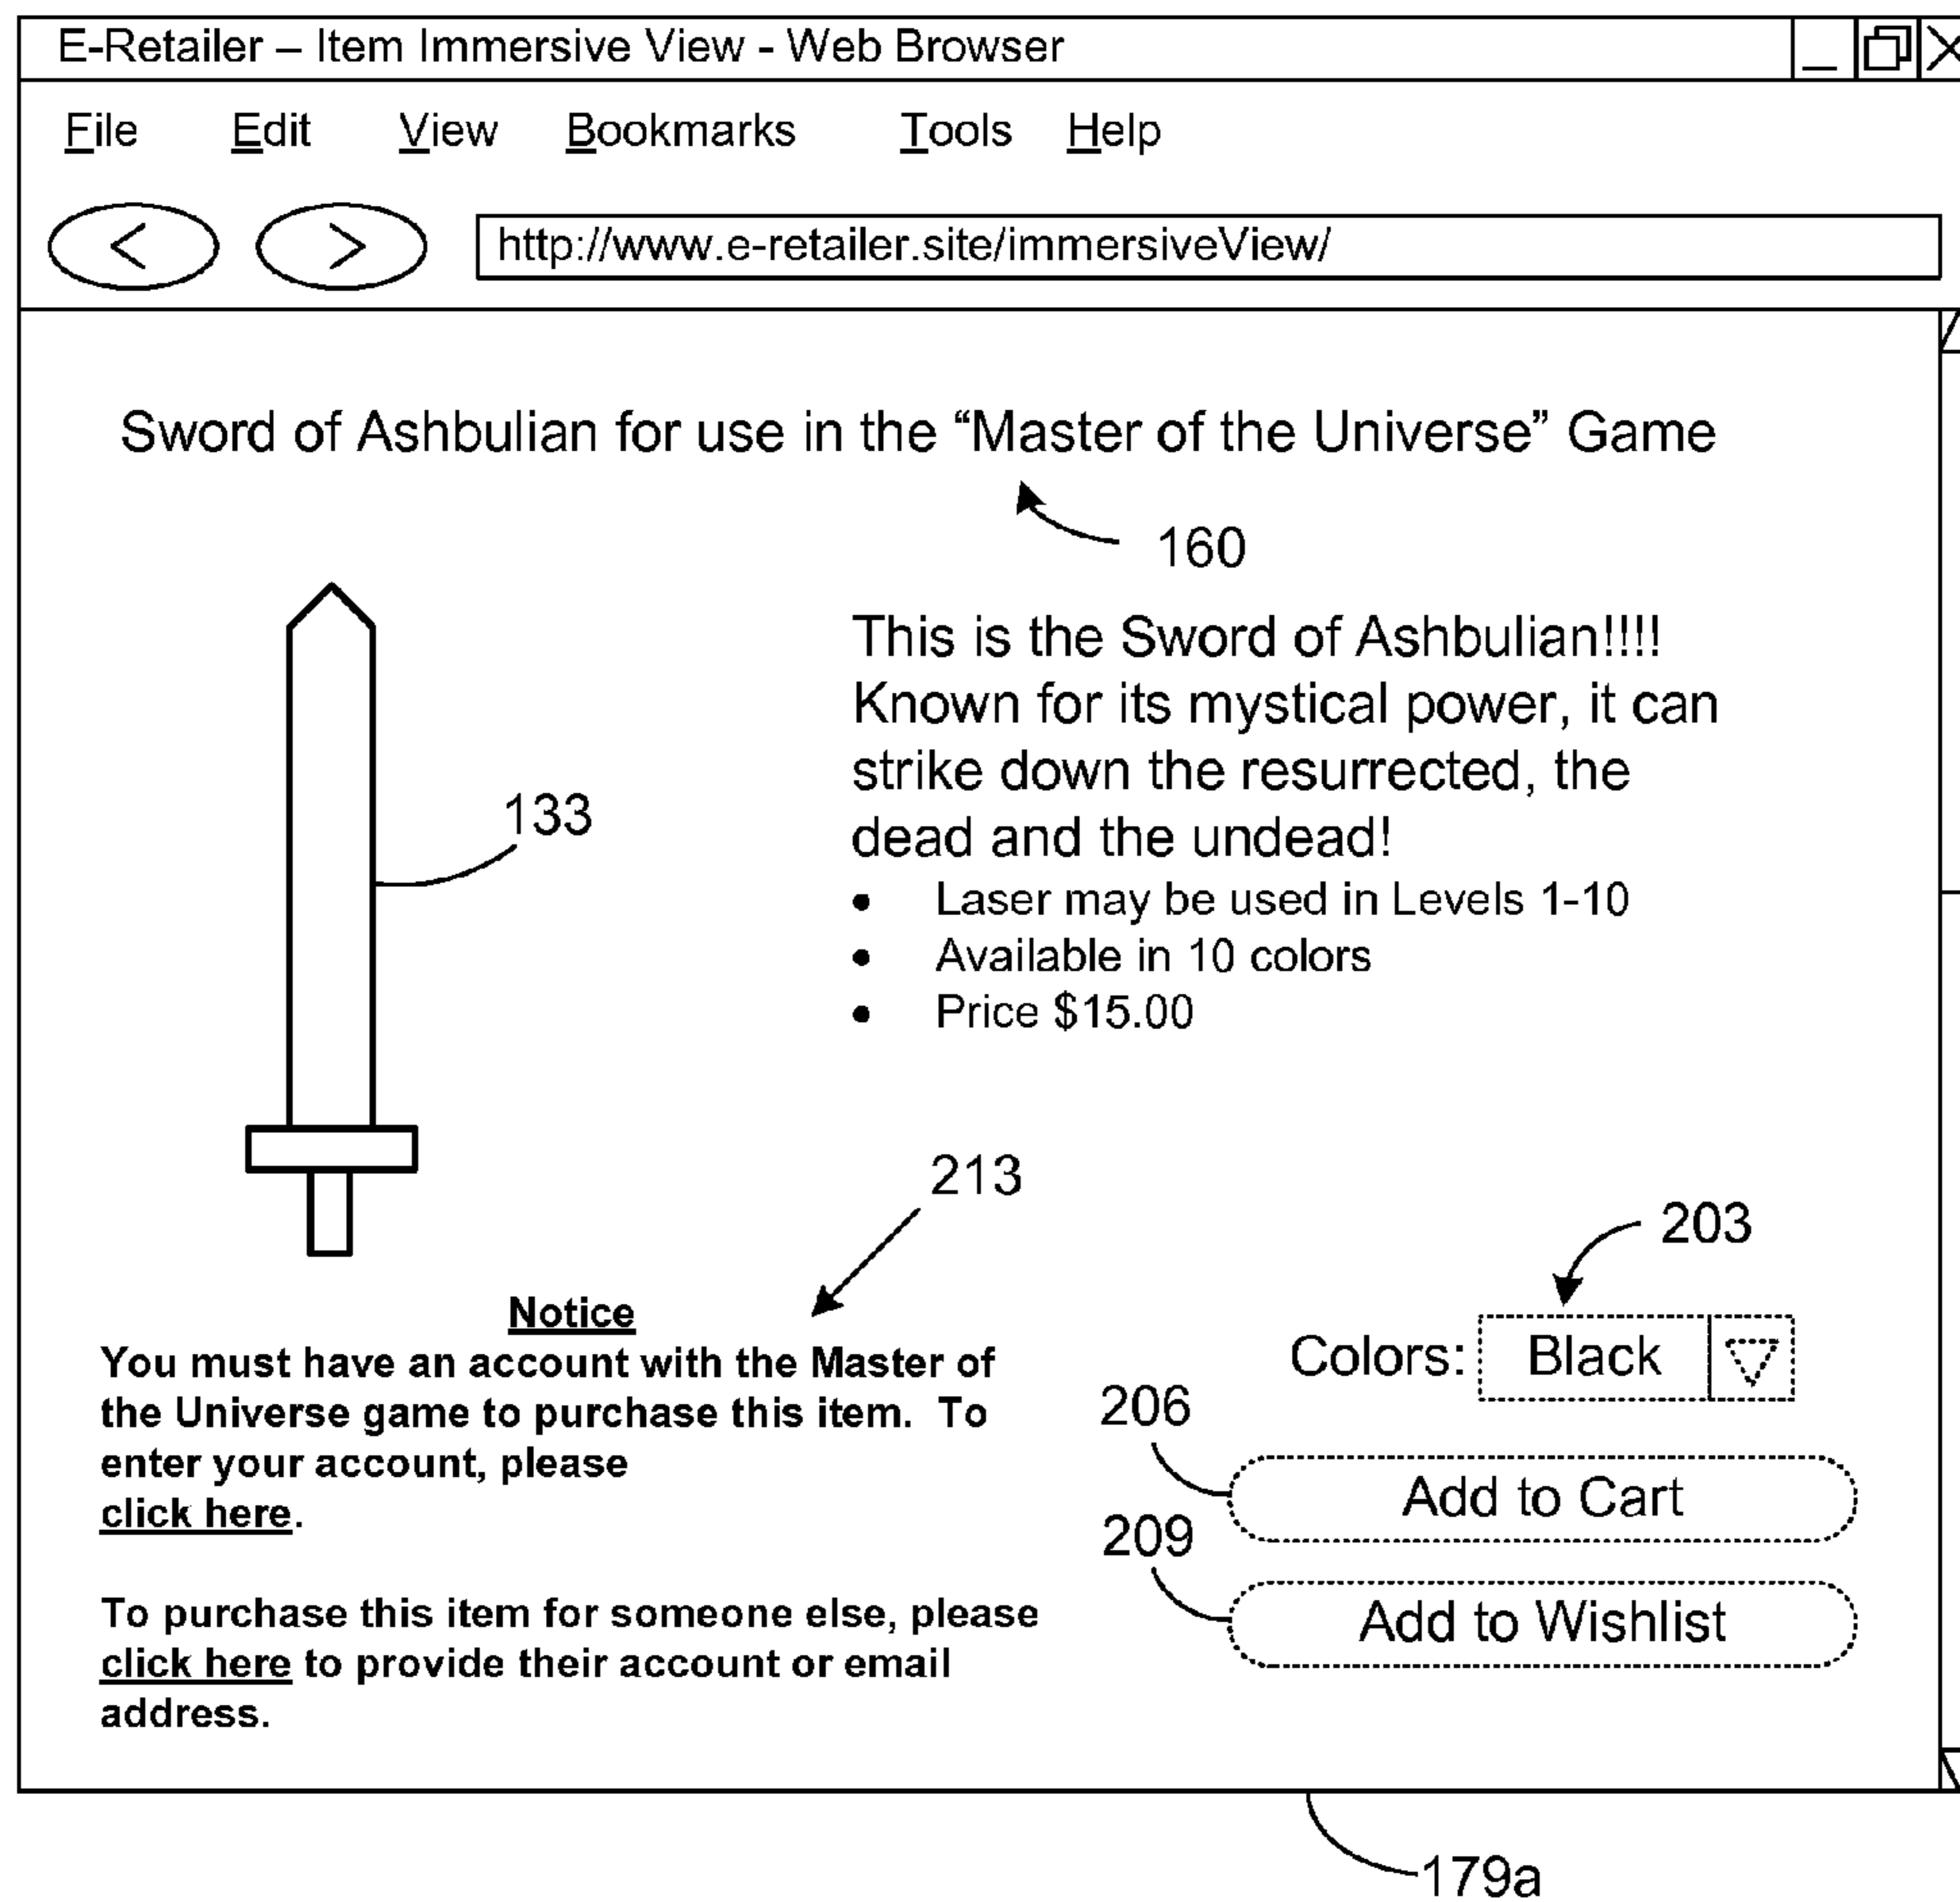 E-Retailer – Item Immersive View - Web Browser
File Edit View Bookmarks Tools Help
http://www.e-retailer.site/immersiveView/
Sword of Ashbulian for use in the “Master of the Universe” Game
160
This is the Sword of Ashbulian!!!!
Known for its mystical power, it can
strike down the resurrected, the
dead and the undead!
• Laser may be used in Levels 1-10
• Available in 10 colors
• Price $15.00
133
213
203
Notice
You must have an account with the Master of
the Universe game to purchase this item. To
enter your account, please
click here.
To purchase this item for someone else, please
click here to provide their account or email
address.
Colors: Black
206
Add to Cart
209
Add to Wishlist
179a